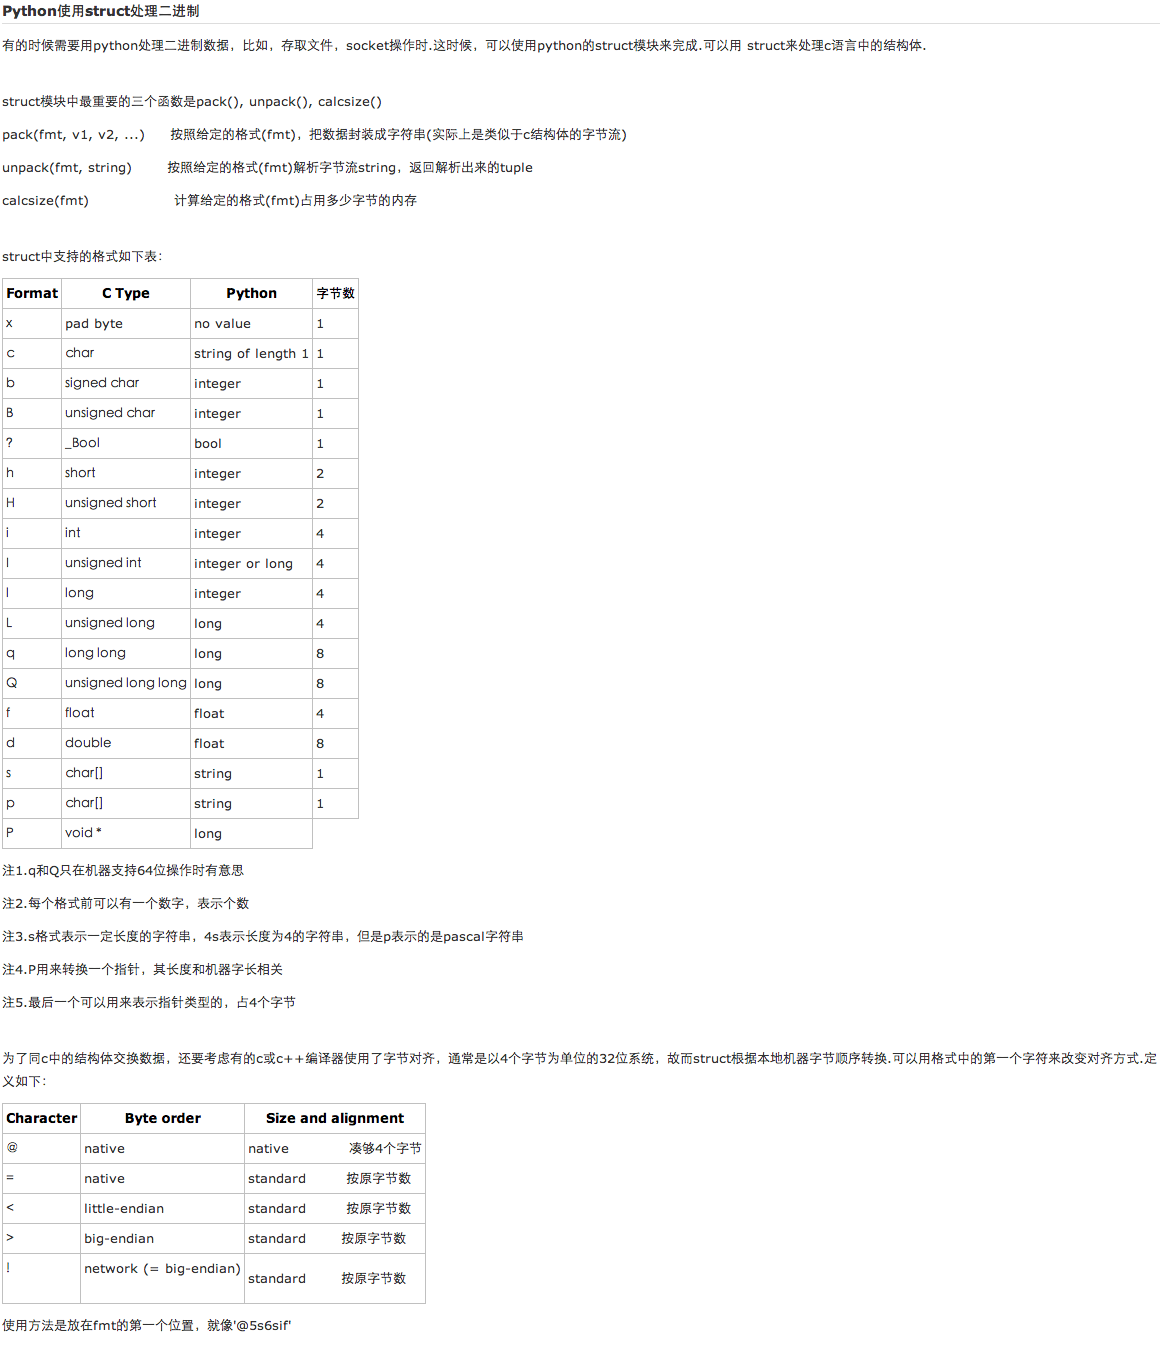 Python使用struct处理二进制
有的时候需要用python处理二进制数据，比如，存取文件，socket操作时.这时候，可以使用python的struct模块来完成.可以用 struct来处理c语言中的结构体.
struct模块中最重要的三个函数是pack(), unpack(), calcsize()
pack(fmt, v1, v2, ...) 按照给定的格式(fmt)，把数据封装成字符串(实际上是类似于c结构体的字节流)
unpack(fmt, string) 按照给定的格式(fmt)解析字节流string，返回解析出来的tuple
calcsize(fmt) 计算给定的格式(fmt)占用多少字节的内存
struct中支持的格式如下表：
Format C Type Python 字节数
x pad byte no value 1
c char string of length 1 1
b signed char integer 1
B unsigned char integer 1
? _Bool bool 1
h short integer 2
H unsigned short integer 2
i int integer 4
I unsigned int integer or long 4
l long integer 4
L unsigned long long 4
q long long long 8
Q unsigned long long long 8
f float float 4
d double float 8
s char[] string 1
p char[] string 1
P void * long
注1.q和Q只在机器支持64位操作时有意思
注2.每个格式前可以有一个数字，表示个数
注3.s格式表示一定长度的字符串，4s表示长度为4的字符串，但是p表示的是pascal字符串
注4.P用来转换一个指针，其长度和机器字长相关
注5.最后一个可以用来表示指针类型的，占4个字节
为了同c中的结构体交换数据，还要考虑有的c或c++编译器使用了字节对齐，通常是以4个字节为单位的32位系统，故而struct根据本地机器字节顺序转换.可以用格式中的第一个字符来改变对齐方式.定
义如下：
Character Byte order Size and alignment
@ native native 凑够4个字节
= native standard 按原字节数
< little-endian standard 按原字节数
> big-endian standard 按原字节数
! network (= big-endian) standard 按原字节数
使用方法是放在fmt的第一个位置，就像'@5s6sif'